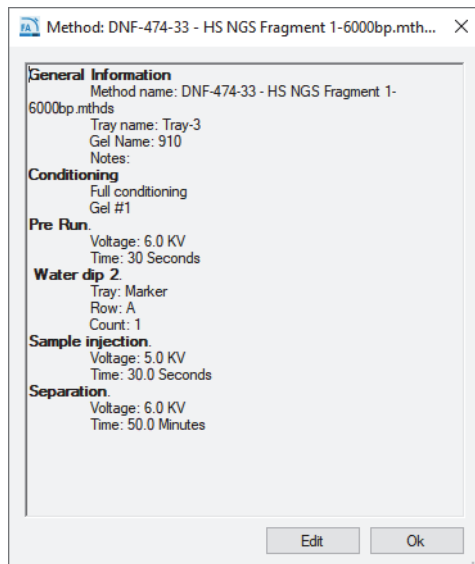 FA Method: DNF-474-33 - HS NGS Fragment 1-6000bp.mth...
General Information
Method name: DNF-474-33 - HS NGS Fragment 1-
6000bp.mthds
Tray name: Tray-3
Gel Name: 910
Notes:
Conditioning
Full conditioning
Gel #1
Pre Run.
Voltage: 6.0 KV
Time: 30 Seconds
Water dip 2.
Tray: Marker
Row: A
Count: 1
Sample injection.
Voltage: 5.0 KV
Time: 30.0 Seconds
Separation.
Voltage: 6.0 KV
Time: 50.0 Minutes
Edit Ok